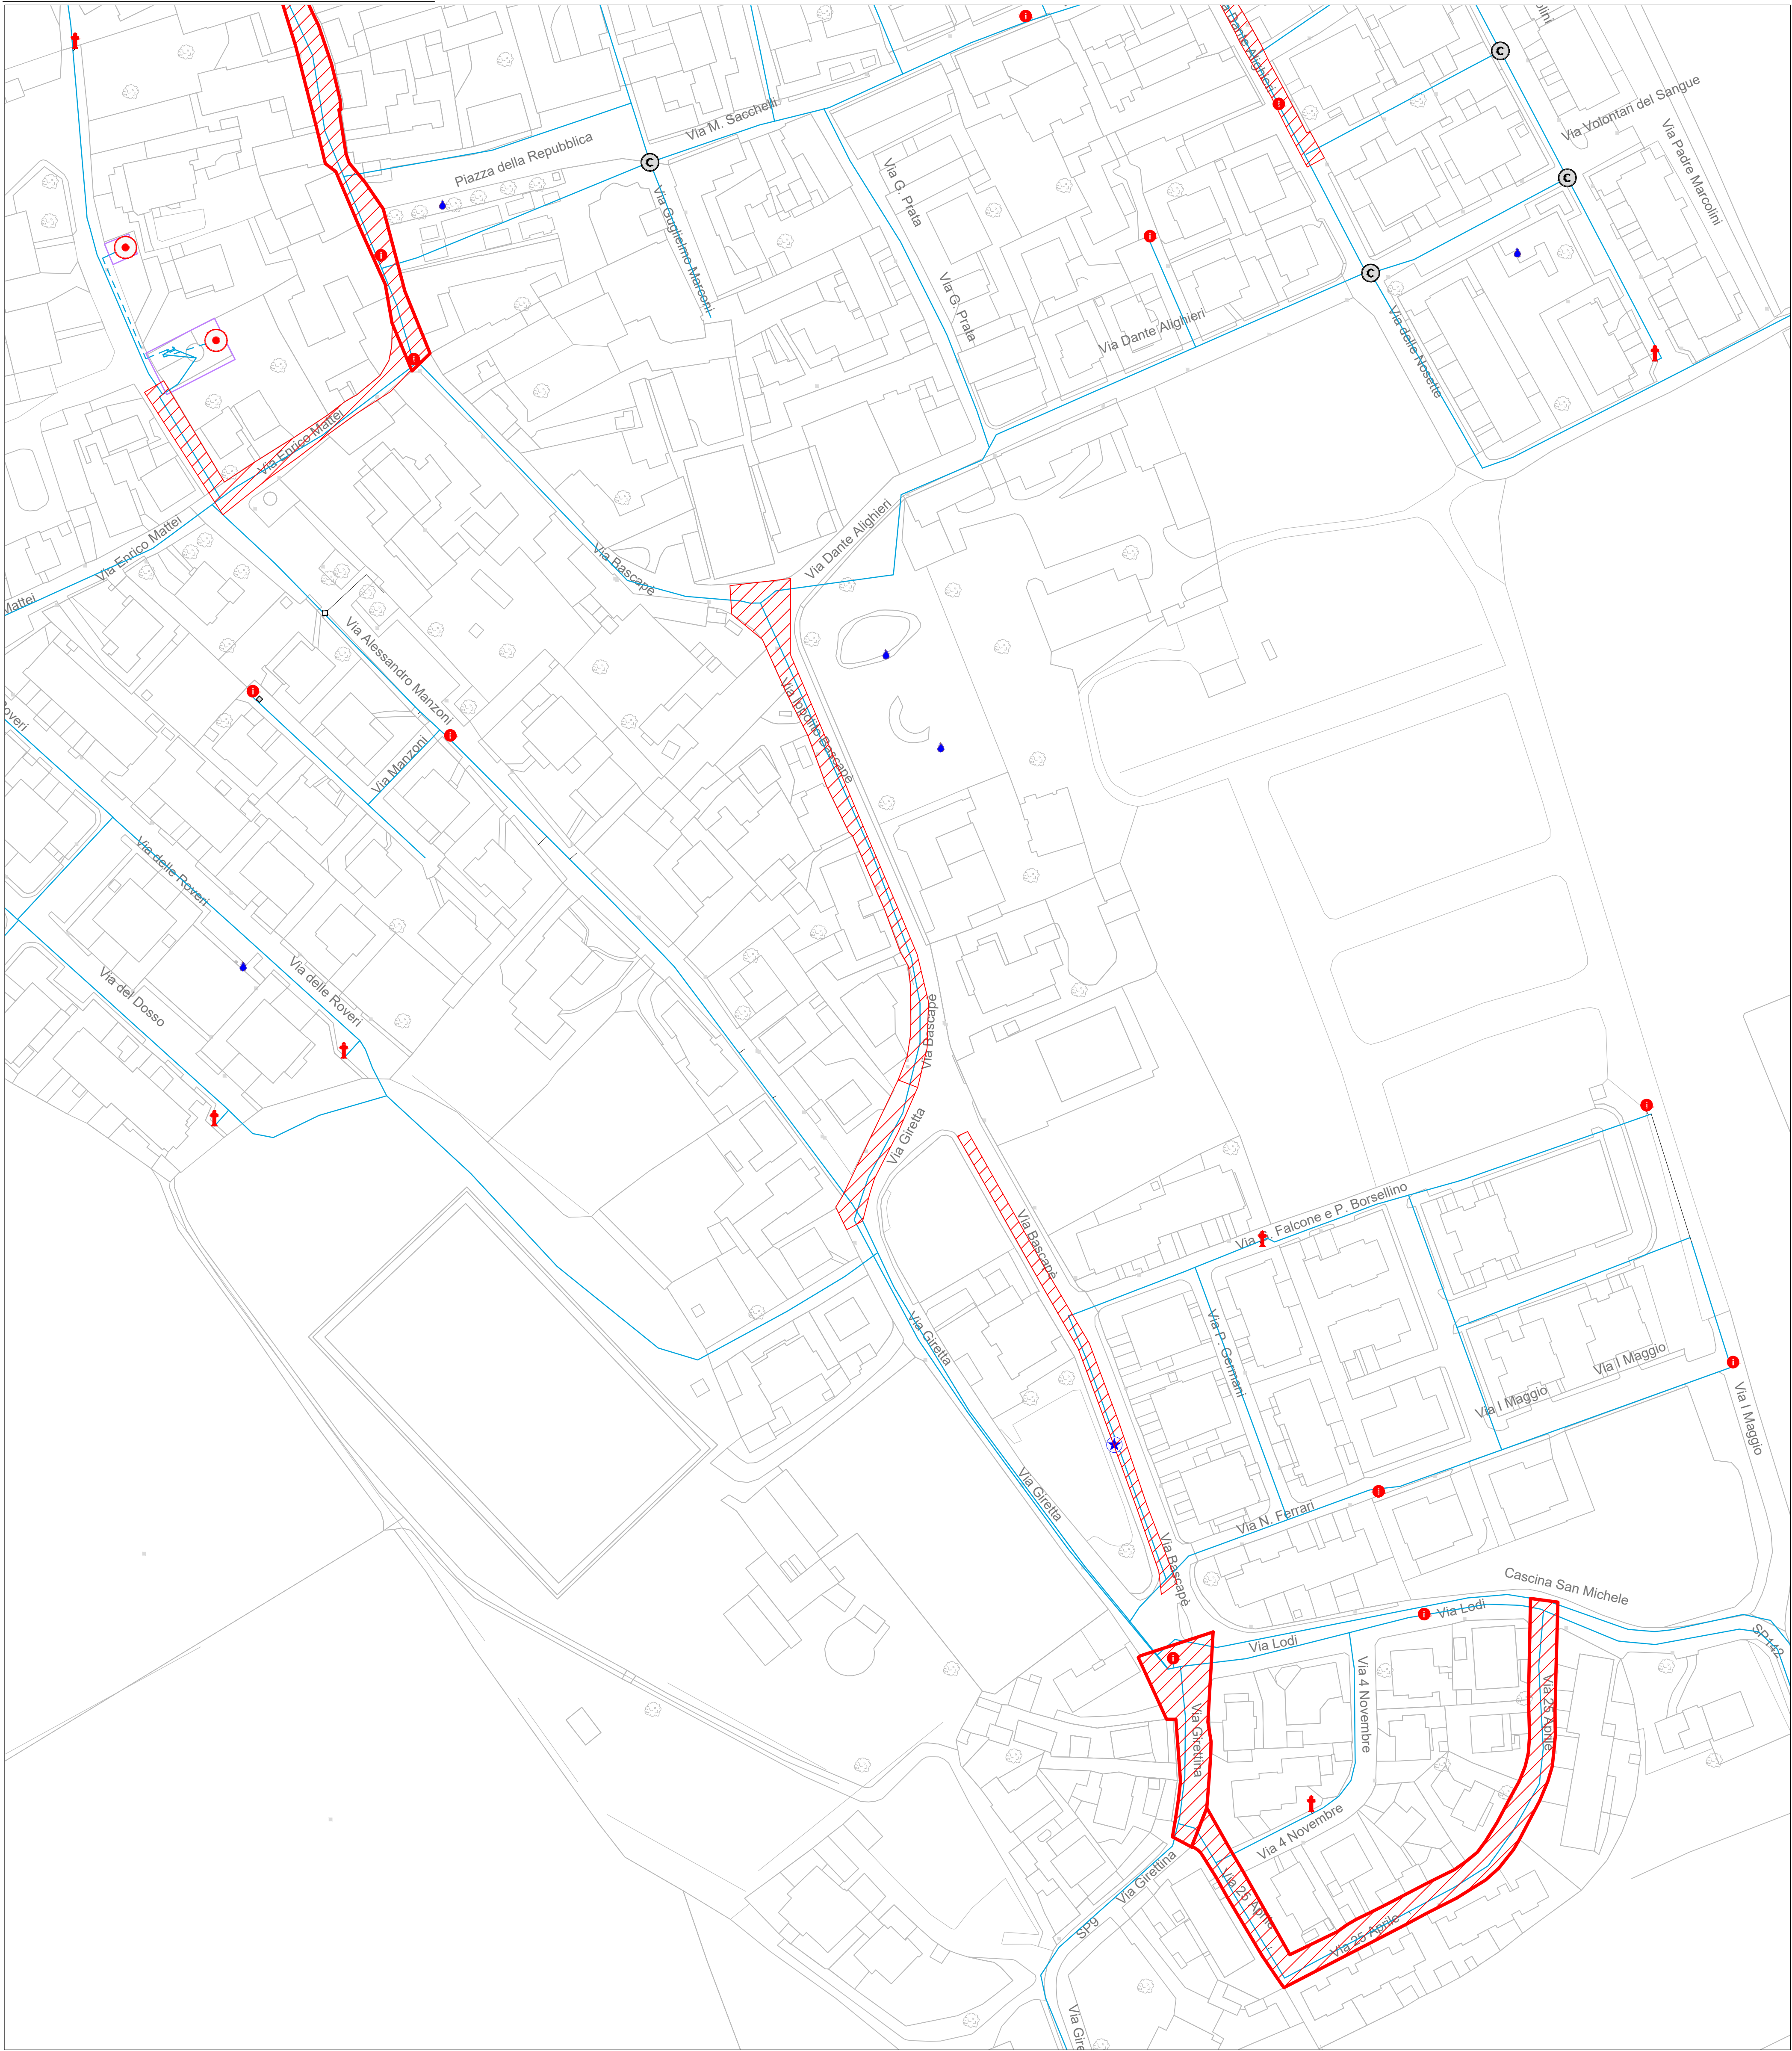 Via Dante Alighieri
Via Volontari del Sangue
Via Padre Marcolini
Via M. Sacchelli
Piazza della Repubblica
Via G. Prata
Via Guglielmo Marconi
Via G. Prata
Via Dante Alighieri
Via delle Nosette
Via Enrico Mattei
Via Enrico Mattei
Mattei
Via Dante Alighieri
Via Bascapè
Via Alessandro Manzoni
Via Ippolito Bascapè
Via Manzoni
Roveri
Via delle Roveri
Via delle Roveri
Via del Dosso
Via Bascapè
Via Giretta
Via Bascapè
Falcone e P. Borsellino
Via P. Germani
Via Giretta
Via I Maggio
Via I Maggio
Via I Maggio
Via Giretta
Via N. Ferrari
Via Bascapè
Cascina San Michele
Via Lodi
Via Lodi
SP142
Via 4 Novembre
Via Girettina
Via 25 Aprile
Via 4 Novembre
Via Girettina
Via 25 Aprile
Via 25 Aprile
SP9
Via Gire
C
C
C
C